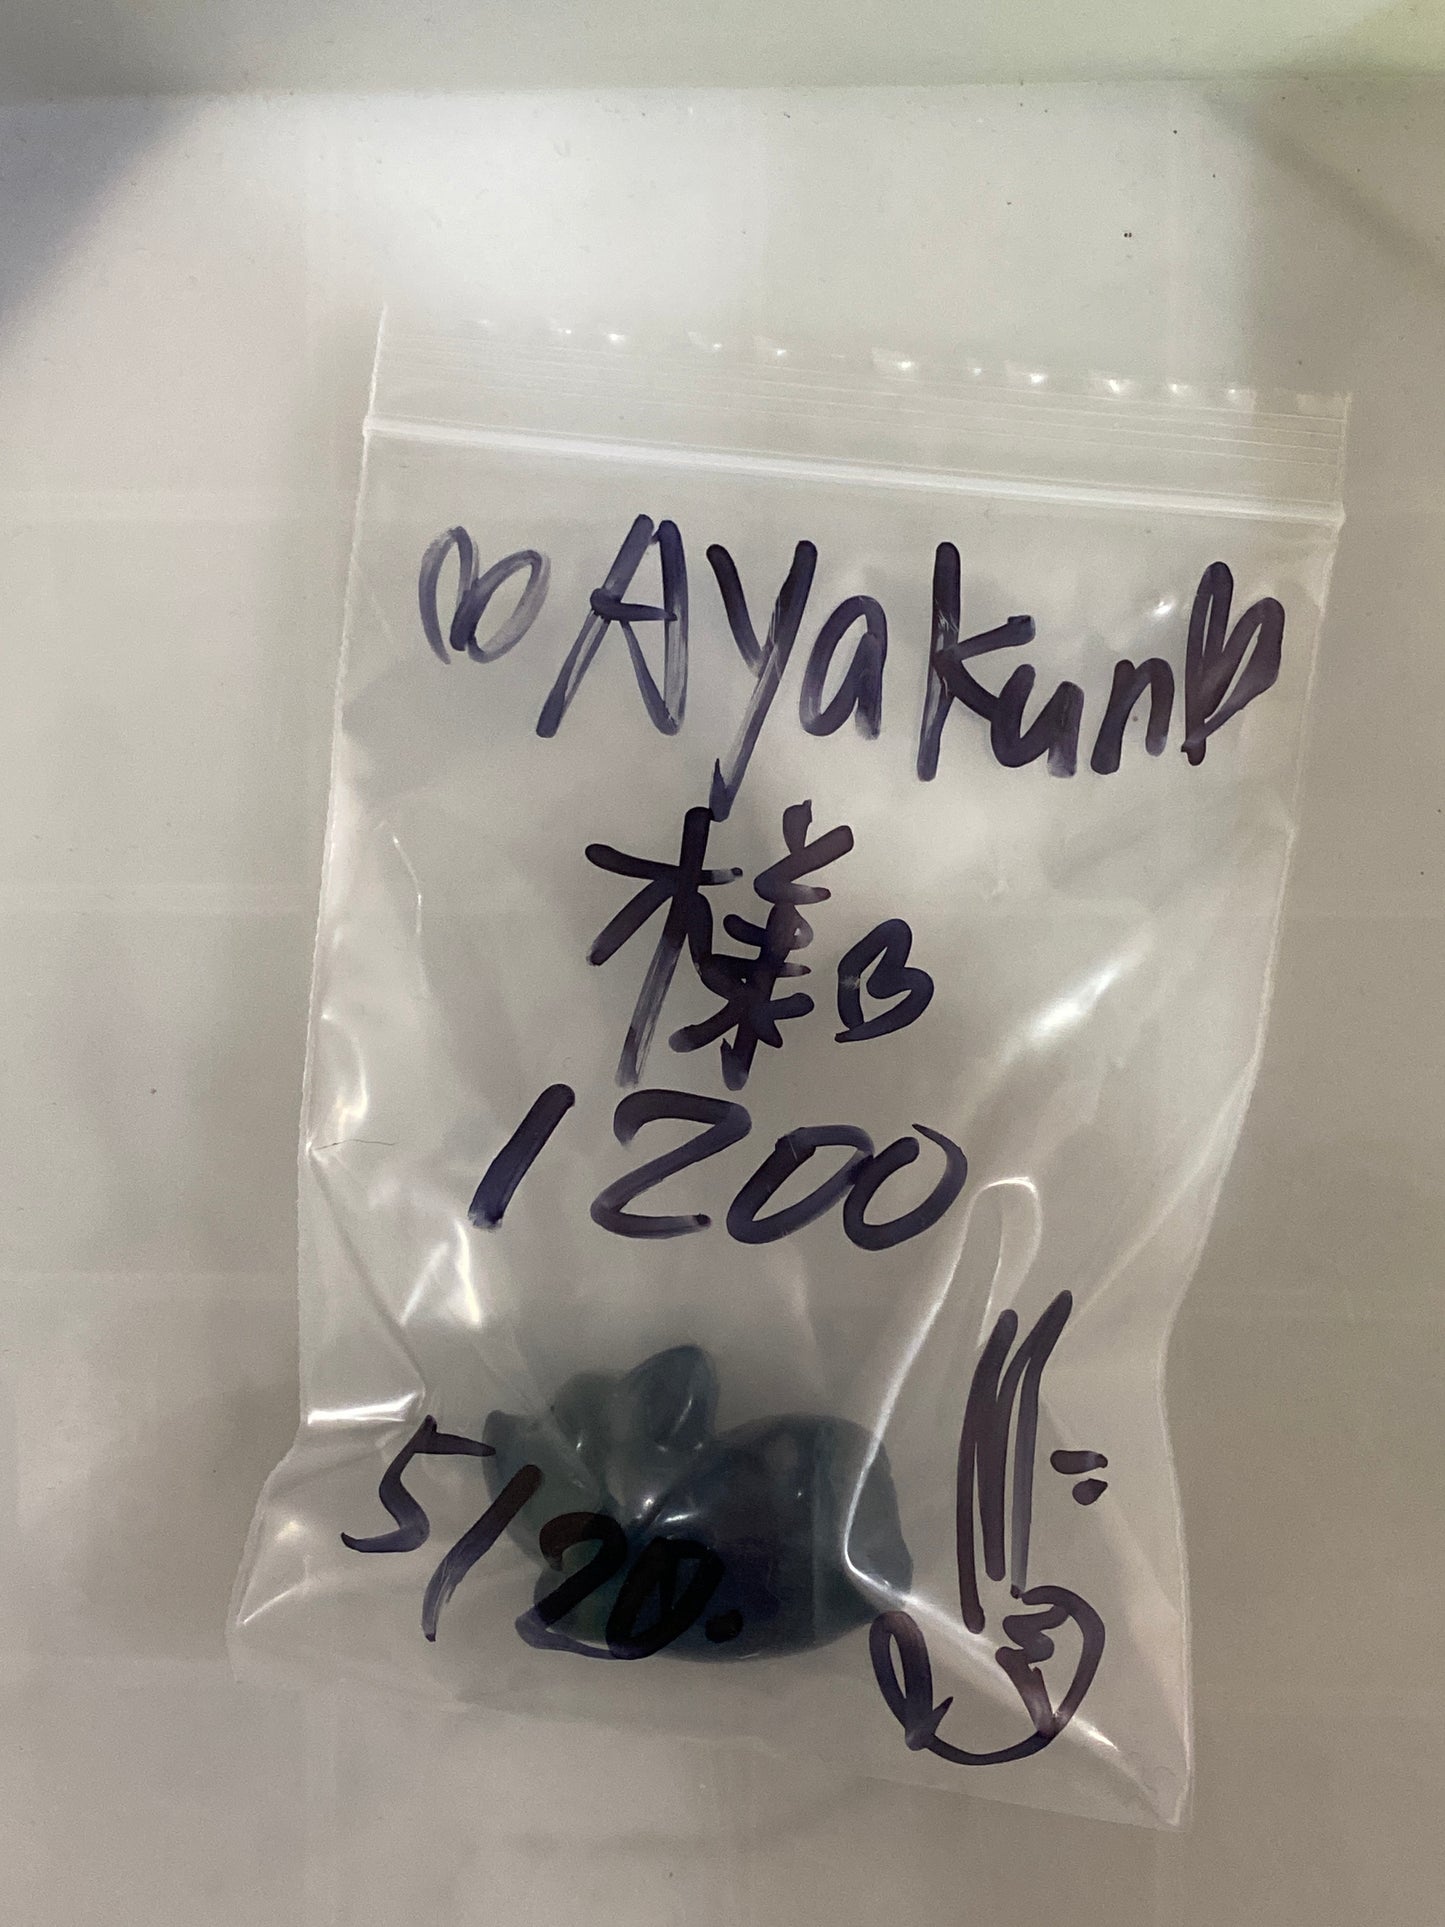 ♡Ayakun♡
様♡
1200
5/20.